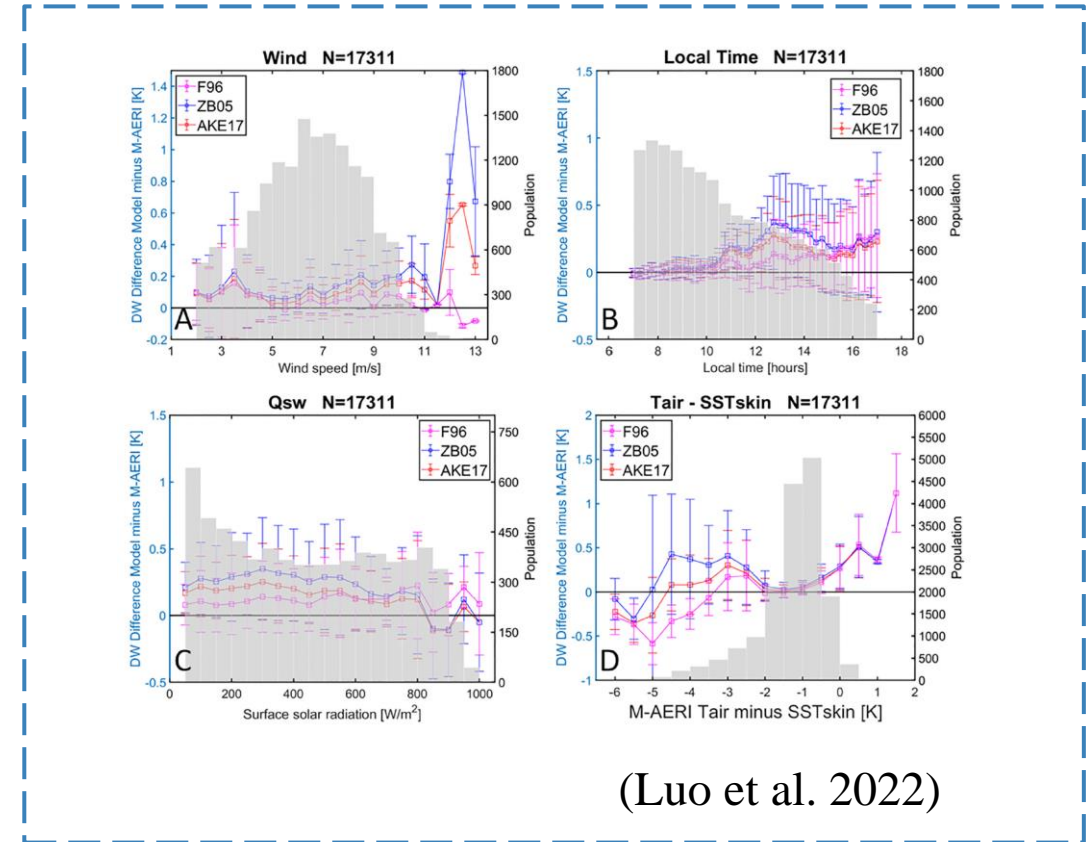 Wind N=17311
DW Difference Model minus M-AERI [K]
1.4
1.2
1
0.8
0.6
0.4
0.2
0
-0.2
F96
ZB05
AKE17
A
1800
1500
1200
900
600
300
0
Population
1
3
5
7
9
11
13
Wind speed [m/s]
Local Time N=17311
DW Difference Model minus M-AERI [K]
1.5
1
0.5
0
-0.5
F96
ZB05
AKE17
B
1800
1600
1400
1200
1000
800
600
400
200
0
Population
6
8
10
12
14
16
18
Local time [hours]
Qsw N=17311
DW Difference Model minus M-AERI [K]
1.5
1
0.5
0
-0.5
F96
ZB05
AKE17
C
750
600
450
300
150
0
Population
0
200
400
600
800
1000
Surface solar radiation [W/m²]
Tair - SSTskin N=17311
DW Difference Model minus M-AERI [K]
2
1.5
1
0.5
0
-0.5
-1
F96
ZB05
AKE17
D
6000
5500
5000
4500
4000
3500
3000
2500
2000
1500
1000
500
0
Population
-6
-5
-4
-3
-2
-1
0
1
2
M-AERI Tair minus SSTskin [K]
(Luo et al. 2022)